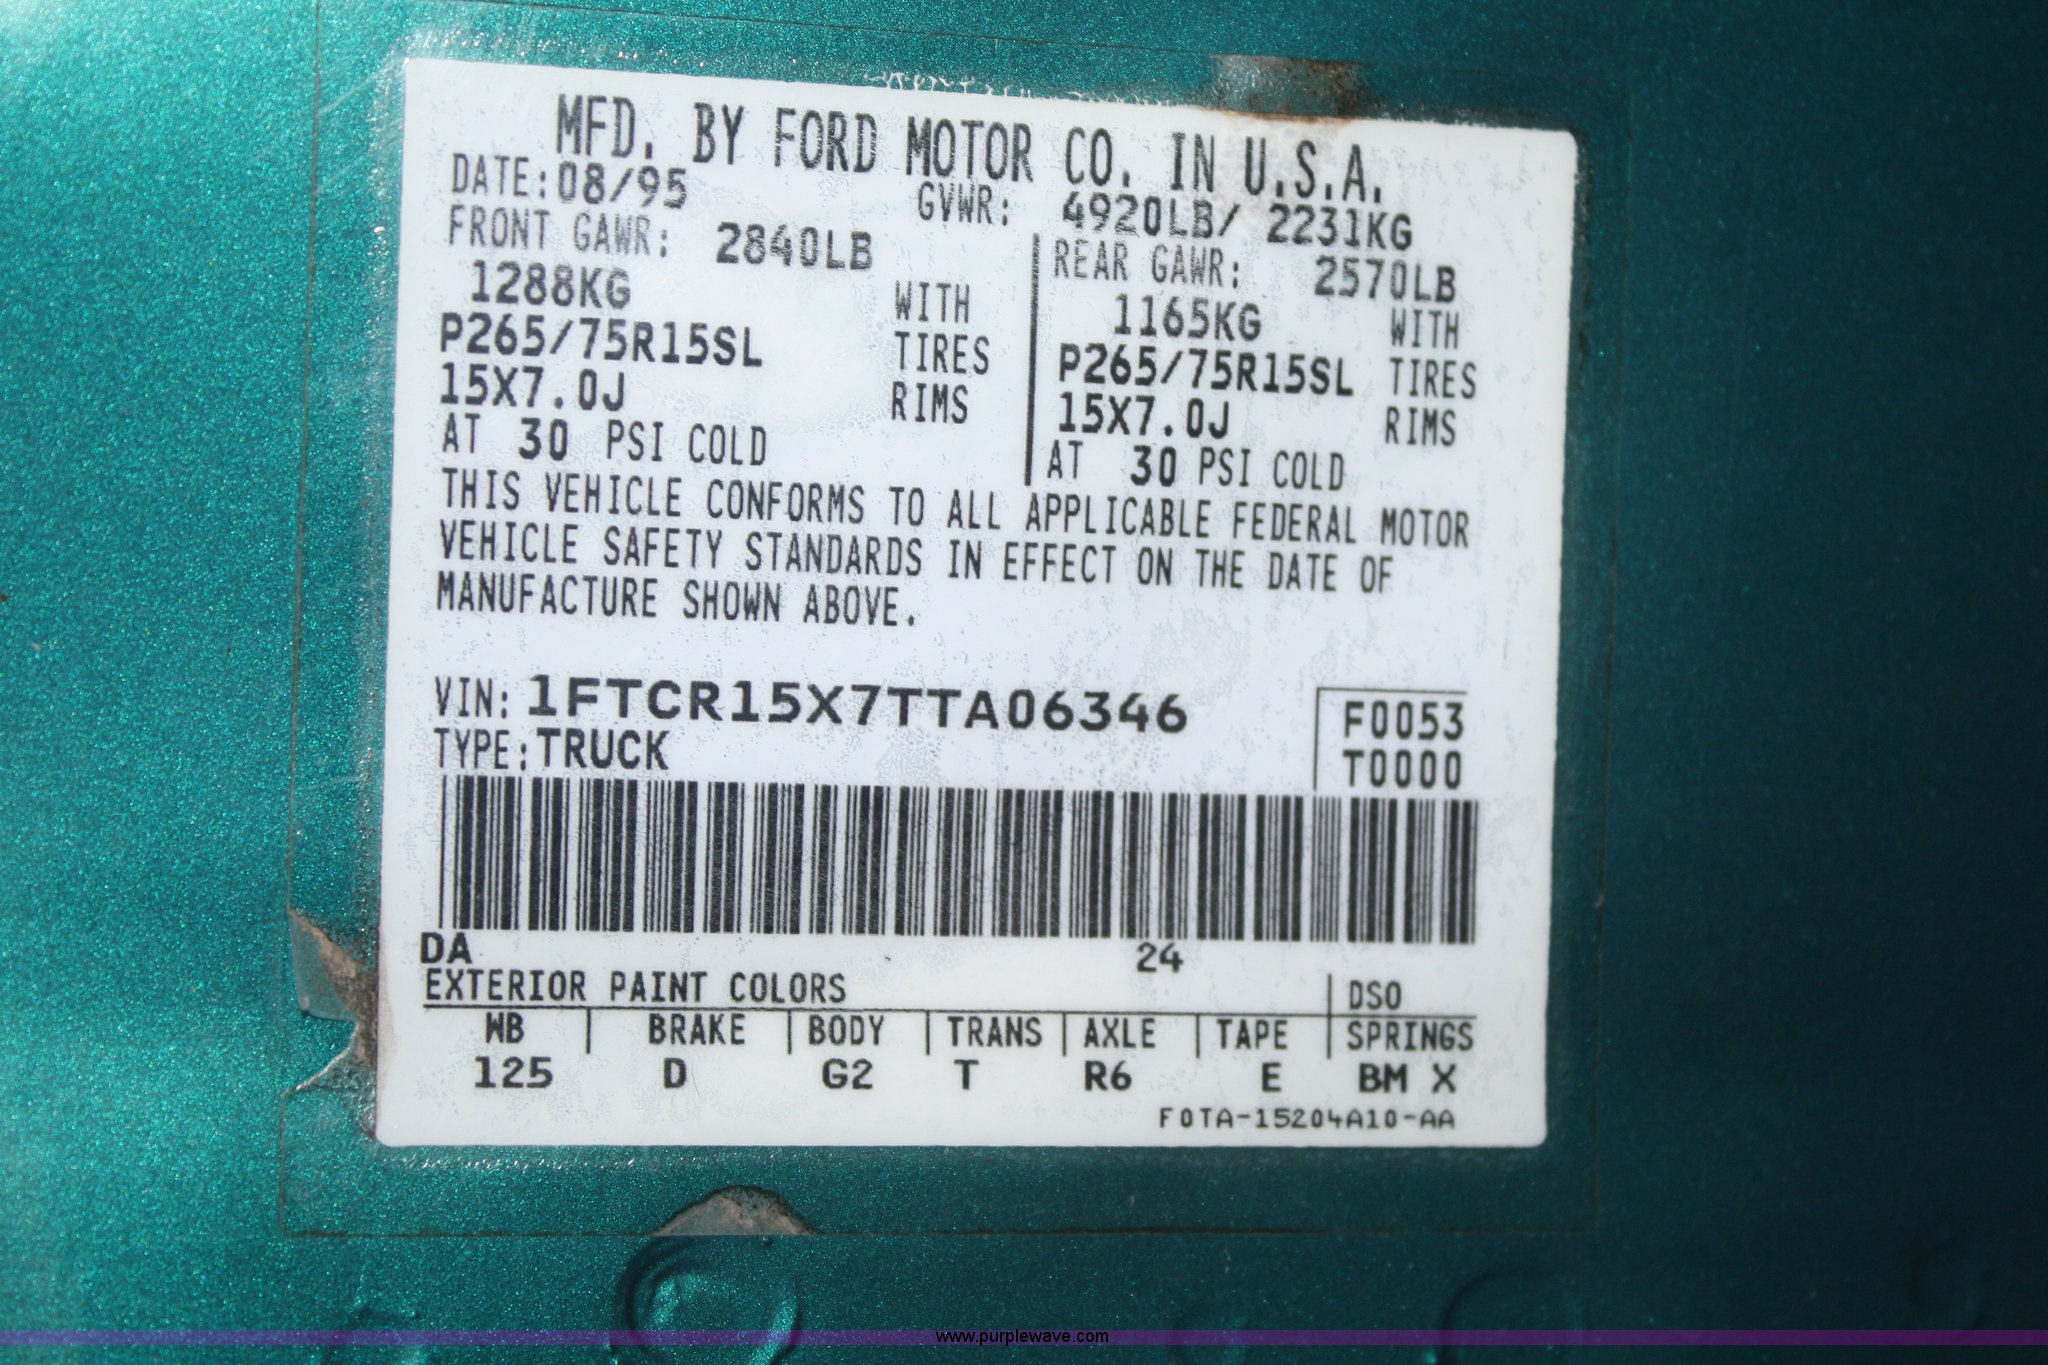 MFD. BY FORD MOTOR CO. IN U.S.A.
DATE: 08/95 GVWR: 4920LB/ 2231KG
FRONT GAWR: 2840LB REAR GAWR: 2570LB
1288KG WITH 1165KG WITH
P265/75R15SL TIRES P265/75R15SL TIRES
15X7.0J RIMS 15X7.0J RIMS
AT 30 PSI COLD AT 30 PSI COLD
THIS VEHICLE CONFORMS TO ALL APPLICABLE FEDERAL MOTOR
VEHICLE SAFETY STANDARDS IN EFFECT ON THE DATE OF
MANUFACTURE SHOWN ABOVE.
VIN: 1FTCR15X7TTA06346 F0053
TYPE: TRUCK T0000
DA 24
EXTERIOR PAINT COLORS DSO
WB BRAKE BODY TRANS AXLE TAPE SPRINGS
125 D G2 T R6 E BM X
F0TA-15204A10-AA
www.purplewave.com